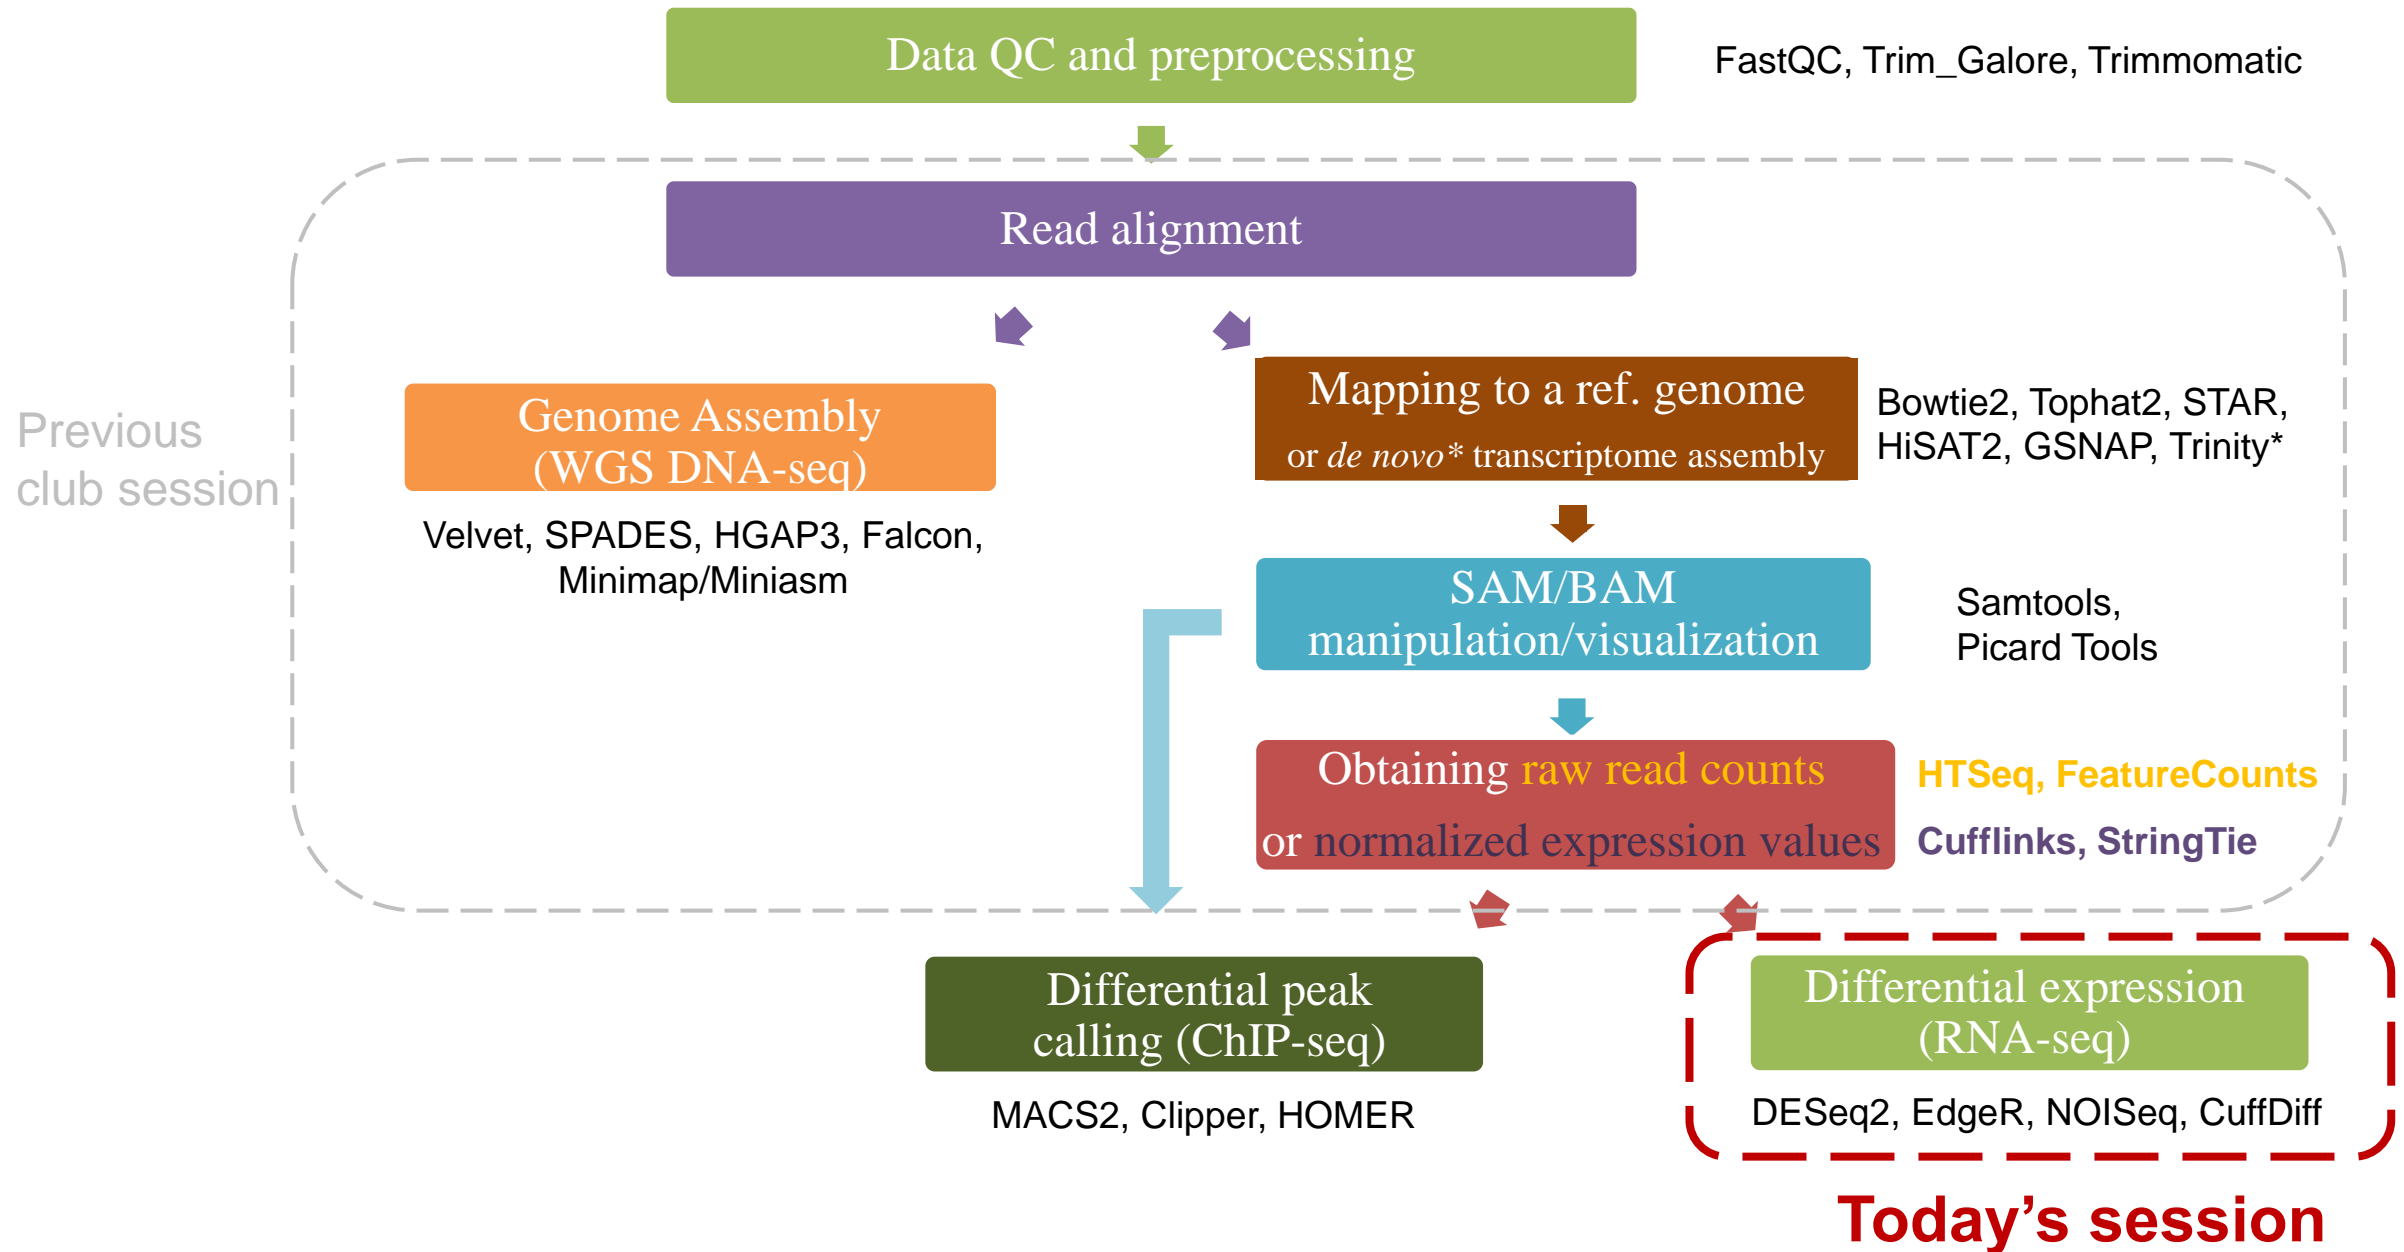 Data QC and preprocessing
FastQC, Trim_Galore, Trimmomatic
Read alignment
Previous
club session
Genome Assembly
(WGS DNA-seq)
Velvet, SPADES, HGAP3, Falcon,
Minimap/Miniasm
Mapping to a ref. genome
or de novo* transcriptome assembly
Bowtie2, Tophat2, STAR,
HiSAT2, GSNAP, Trinity*
SAM/BAM
manipulation/visualization
Samtools,
Picard Tools
Obtaining raw read counts
or normalized expression values
HTSeq, FeatureCounts
Cufflinks, StringTie
Differential peak
calling (ChIP-seq)
MACS2, Clipper, HOMER
Differential expression
(RNA-seq)
DESeq2, EdgeR, NOISeq, CuffDiff
Today’s session